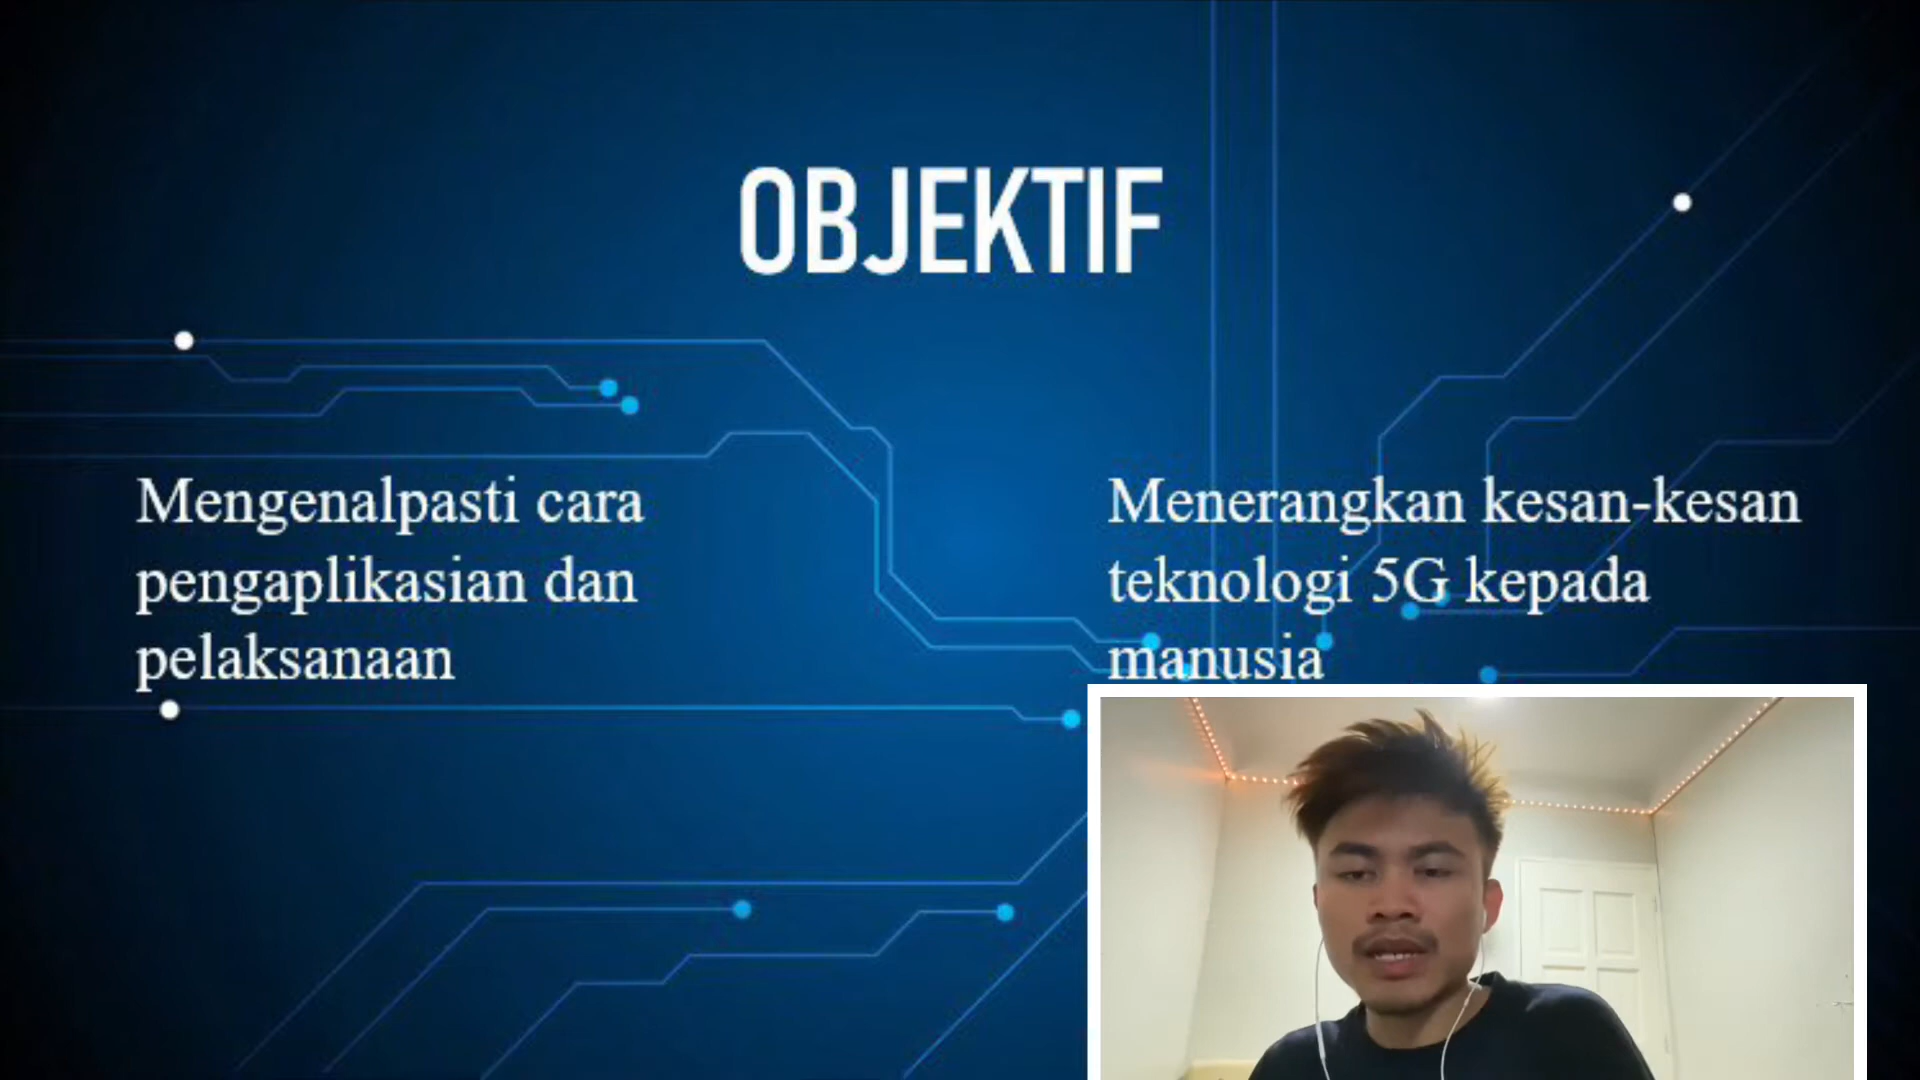 OBJEKTIF
Mengenalpasti cara
pengaplikasian dan
pelaksanaan
Menerangkan kesan-kesan
teknologi 5G kepada
manusia